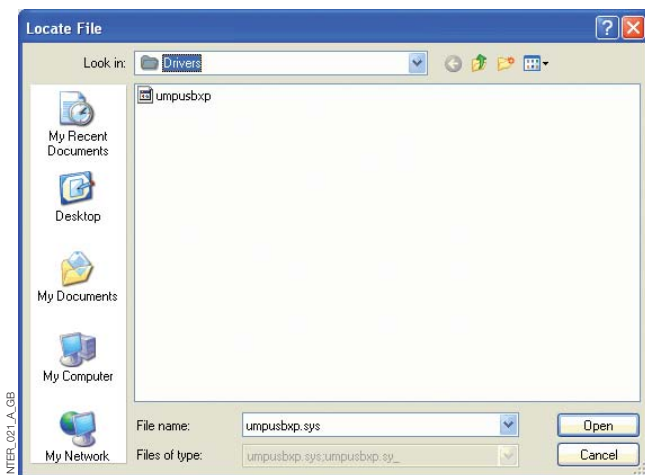 Locate File
Look in:
Drivers
umpusbxp
My Recent
Documents
Desktop
My Documents
My Computer
My Network
File name:
umpusbxp.sys
Open
Files of type:
umpusbxp.sys;umpusbxp.sy_
Cancel
NTER_021_A_GB